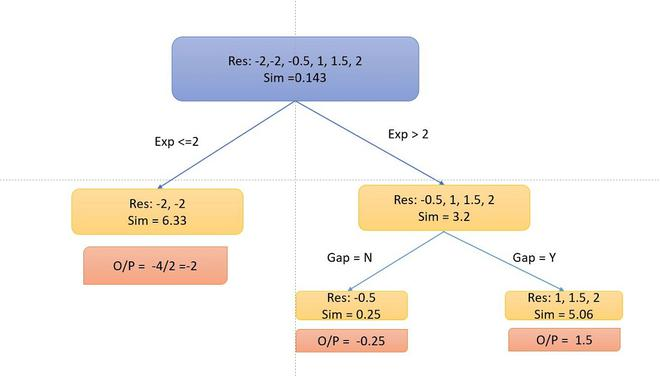 Res: -2,-2, -0.5, 1, 1.5, 2
Sim =0.143
Exp <=2
Exp > 2
Res: -2, -2
Sim = 6.33
Res: -0.5, 1, 1.5, 2
Sim = 3.2
O/P =  -4/2 =-2
Gap = N
Gap = Y
Res: -0.5
Sim = 0.25
Res: 1, 1.5, 2
Sim = 5.06
O/P =  -0.25
O/P =  1.5